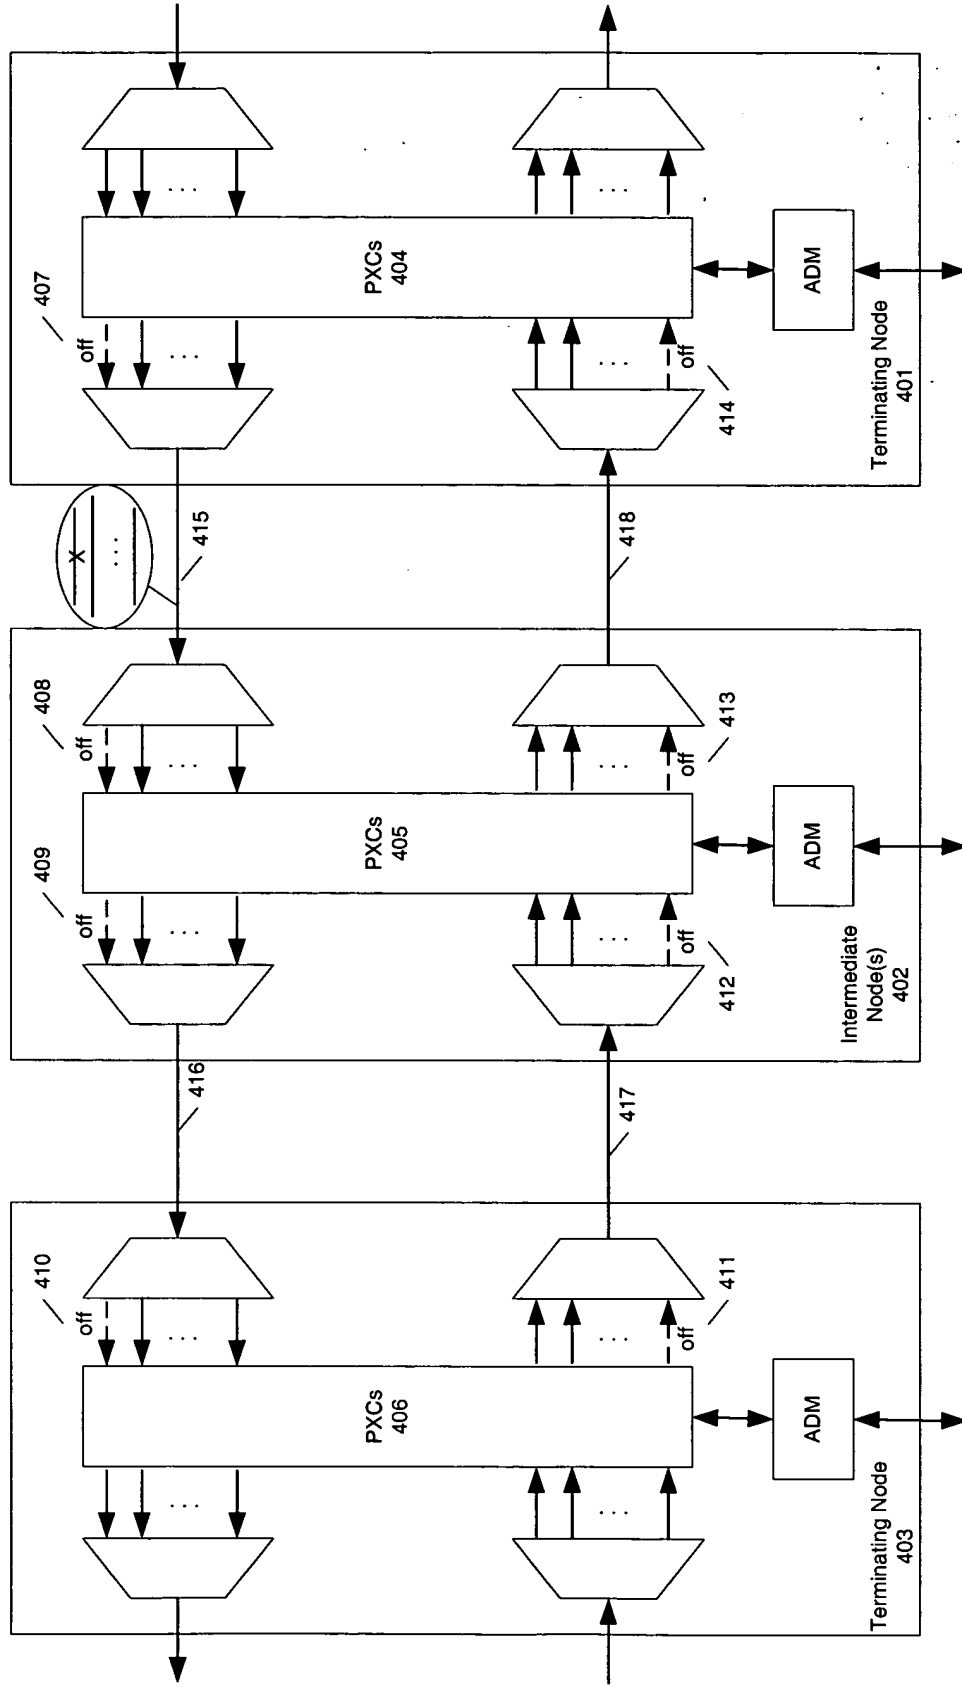 410
off
PXCs
406
off
411
ADM
Terminating Node
403
416
417
409
off
408
off
PXCs
405
off
412
off
413
ADM
Intermediate
Node(s)
402
X
415
418
407
off
PXCs
404
off
414
ADM
Terminating Node
401